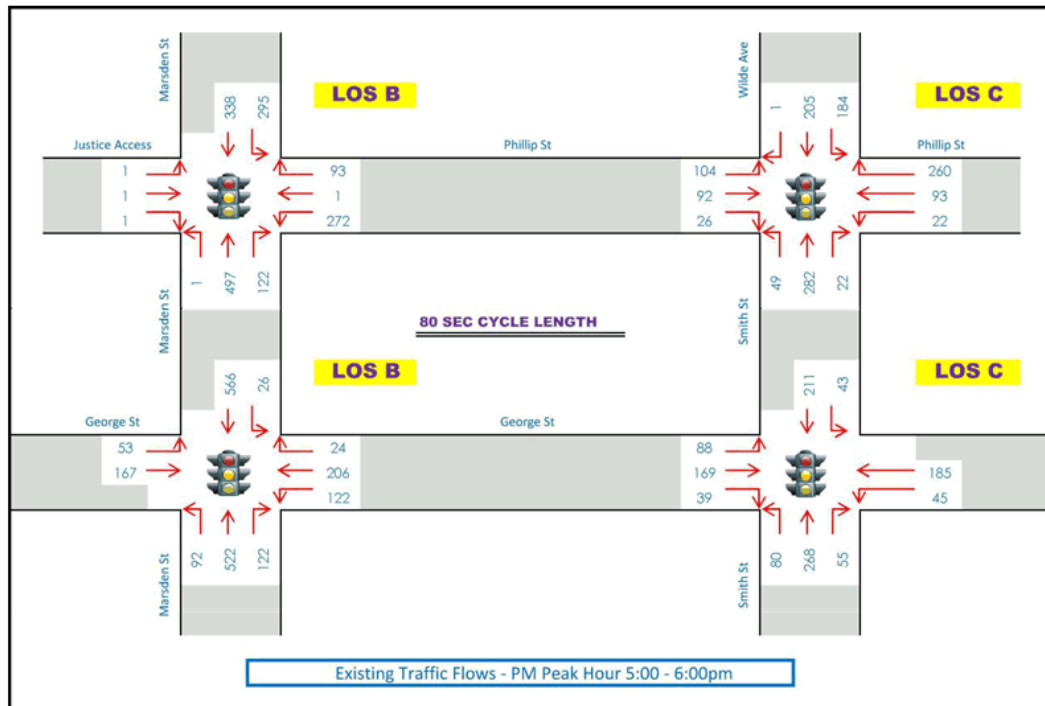 Marsden St
338
295
LOS B
Wilde Ave
1
205
184
LOS C
Justice Access
Phillip St
Phillip St
1
1
1
93
1
272
104
92
26
260
93
22
1
497
122
49
282
22
Marsden St
80 SEC CYCLE LENGTH
Smith St
566
26
LOS B
211
43
LOS C
George St
George St
53
167
24
206
122
88
169
39
185
45
Marsden St
92
522
122
Smith St
80
268
55
Existing Traffic Flows - PM Peak Hour 5:00 - 6:00pm